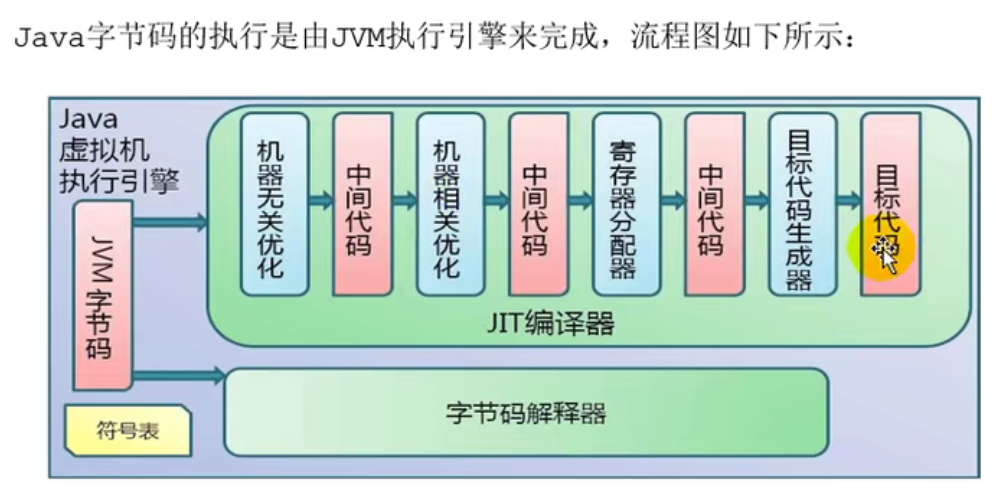 Java字节码的执行是由JVM执行引擎来完成，流程图如下所示：
Java
虚拟机
执行引擎
JVM字节码
机器无关优化
中间代码
机器相关优化
中间代码
寄存器分配器
中间代码
目标代码生成器
目标代码
JIT编译器
字节码解释器
符号表